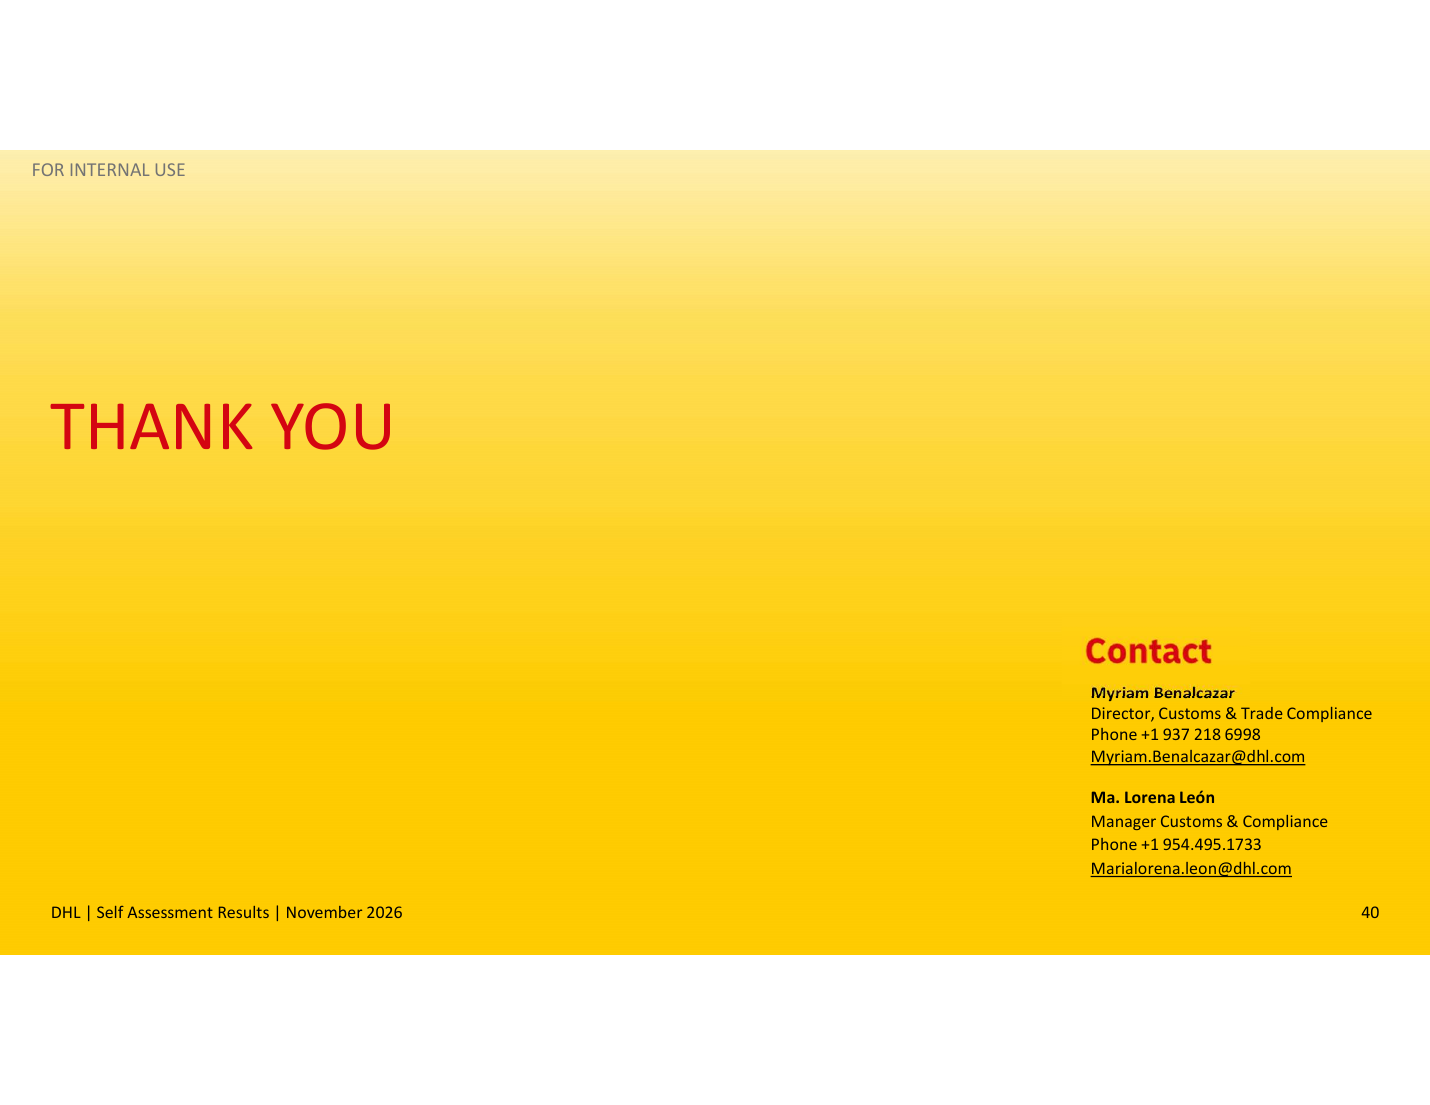 FOR INTERNAL USE
THANK YOU
Contact
Myriam Benalcazar
Director, Customs & Trade Compliance
Phone +1 937 218 6998
Myriam.Benalcazar@dhl.com
Ma. Lorena León
Manager Customs & Compliance
Phone +1 954.495.1733
Marialorena.leon@dhl.com
DHL | Self Assessment Results | November 2026
40